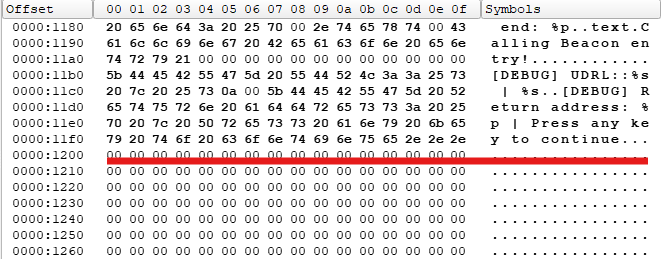 Offset 00 01 02 03 04 05 06 07 08 09 0a 0b 0c 0d 0e 0f Symbols
0000:1180 20 65 6e 64 3a 20 25 70 00 2e 74 65 78 74 00 43 end: %p..text.C
0000:1190 61 6c 6c 69 6e 67 20 42 65 61 63 6f 6e 20 65 6e alling Beacon en
0000:11a0 74 72 79 21 00 00 00 00 00 00 00 00 00 00 00 00 try!............
0000:11b0 5b 44 45 42 55 47 5d 20 55 44 52 4c 3a 3a 25 73 [DEBUG] UDRL::%s
0000:11c0 20 7c 20 25 73 0a 00 5b 44 45 42 55 47 5d 20 52 | %s..[DEBUG] R
0000:11d0 65 74 75 72 6e 20 61 64 64 72 65 73 73 3a 20 25 eturn address: %
0000:11e0 70 20 7c 20 50 72 65 73 73 20 61 6e 79 20 6b 65 p | Press any ke
0000:11f0 79 20 74 6f 20 63 6f 6e 74 69 6e 75 65 2e 2e 2e y to continue...
0000:1200 00 00 00 00 00 00 00 00 00 00 00 00 00 00 00 00 ................
0000:1210 00 00 00 00 00 00 00 00 00 00 00 00 00 00 00 00 ................
0000:1220 00 00 00 00 00 00 00 00 00 00 00 00 00 00 00 00 ................
0000:1230 00 00 00 00 00 00 00 00 00 00 00 00 00 00 00 00 ................
0000:1240 00 00 00 00 00 00 00 00 00 00 00 00 00 00 00 00 ................
0000:1250 00 00 00 00 00 00 00 00 00 00 00 00 00 00 00 00 ................
0000:1260 00 00 00 00 00 00 00 00 00 00 00 00 00 00 00 00 ................